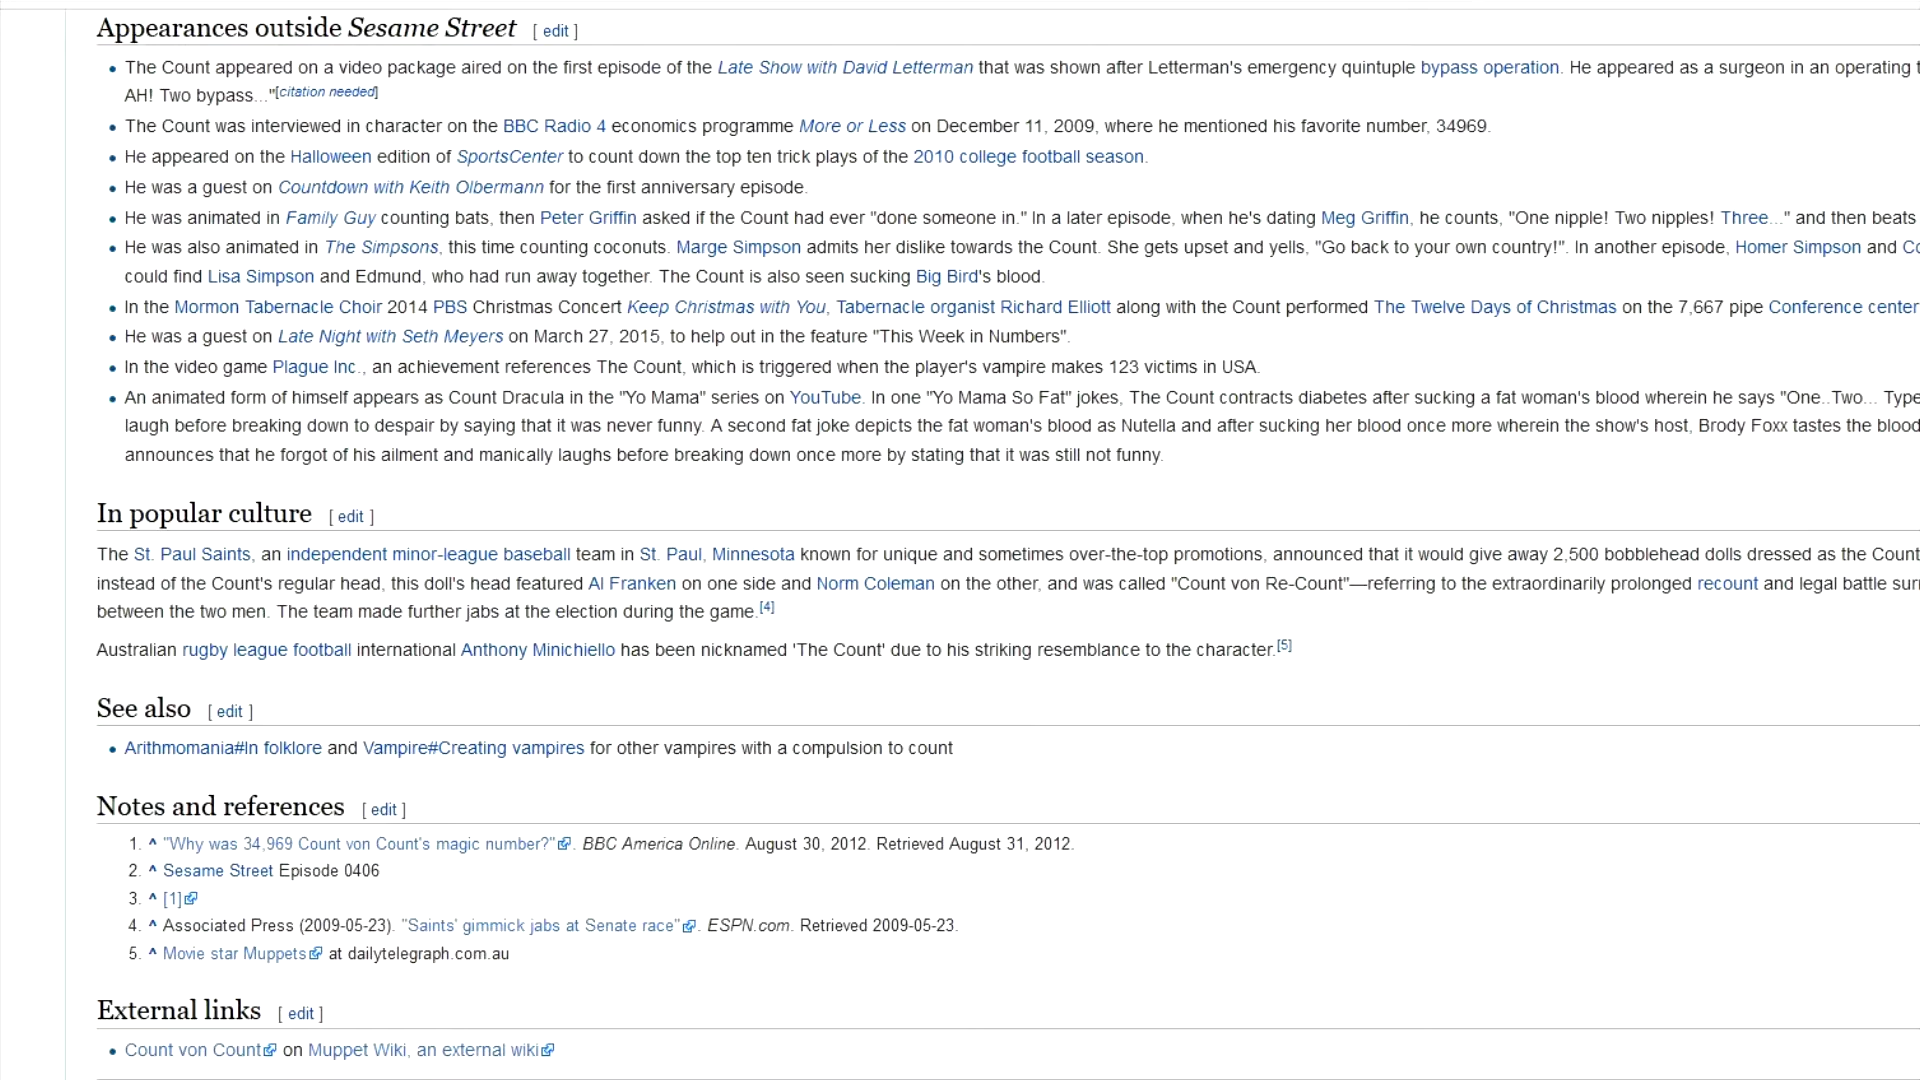 Appearances outside Sesame Street [ edit ]
• The Count appeared on a video package aired on the first episode of the Late Show with David Letterman that was shown after Letterman's emergency quintuple bypass operation. He appeared as a surgeon in an operating
AH! Two bypass..."[citation needed]
• The Count was interviewed in character on the BBC Radio 4 economics programme More or Less on December 11, 2009, where he mentioned his favorite number, 34969.
• He appeared on the Halloween edition of SportsCenter to count down the top ten trick plays of the 2010 college football season.
• He was a guest on Countdown with Keith Olbermann for the first anniversary episode.
• He was animated in Family Guy counting bats, then Peter Griffin asked if the Count had ever "done someone in." In a later episode, when he's dating Meg Griffin, he counts, "One nipple! Two nipples! Three..." and then beats
• He was also animated in The Simpsons, this time counting coconuts. Marge Simpson admits her dislike towards the Count. She gets upset and yells, "Go back to your own country!". In another episode, Homer Simpson and
could find Lisa Simpson and Edmund, who had run away together. The Count is also seen sucking Big Bird's blood.
• In the Mormon Tabernacle Choir 2014 PBS Christmas Concert Keep Christmas with You, Tabernacle organist Richard Elliott along with the Count performed The Twelve Days of Christmas on the 7,667 pipe Conference center
• He was a guest on Late Night with Seth Meyers on March 27, 2015, to help out in the feature "This Week in Numbers".
• In the video game Plague Inc., an achievement references The Count, which is triggered when the player's vampire makes 123 victims in USA.
• An animated form of himself appears as Count Dracula in the "Yo Mama" series on YouTube. In one "Yo Mama So Fat" jokes, The Count contracts diabetes after sucking a fat woman's blood wherein he says "One..Two... Type
laugh before breaking down to despair by saying that it was never funny. A second fat joke depicts the fat woman's blood as Nutella and after sucking her blood once more wherein the show's host, Brody Foxx tastes the blood
announces that he forgot of his ailment and manically laughs before breaking down once more by stating that it was still not funny.
In popular culture [ edit ]
The St. Paul Saints, an independent minor-league baseball team in St. Paul, Minnesota known for unique and sometimes over-the-top promotions, announced that it would give away 2,500 bobblehead dolls dressed as the Count
instead of the Count's regular head, this doll's head featured Al Franken on one side and Norm Coleman on the other, and was called "Count von Re-Count"—referring to the extraordinarily prolonged recount and legal battle
between the two men. The team made further jabs at the election during the game.[4]
Australian rugby league football international Anthony Minichiello has been nicknamed 'The Count' due to his striking resemblance to the character.[5]
See also [ edit ]
• Arithmomania#In folklore and Vampire#Creating vampires for other vampires with a compulsion to count
Notes and references [ edit ]
1. ^ "Why was 34,969 Count von Count's magic number?". BBC America Online. August 30, 2012. Retrieved August 31, 2012.
2. ^ Sesame Street Episode 0406
3. ^ [1]
4. ^ Associated Press (2009-05-23). "Saints' gimmick jabs at Senate race". ESPN.com. Retrieved 2009-05-23.
5. ^ Movie star Muppets at dailytelegraph.com.au
External links [ edit ]
• Count von Count on Muppet Wiki, an external wiki